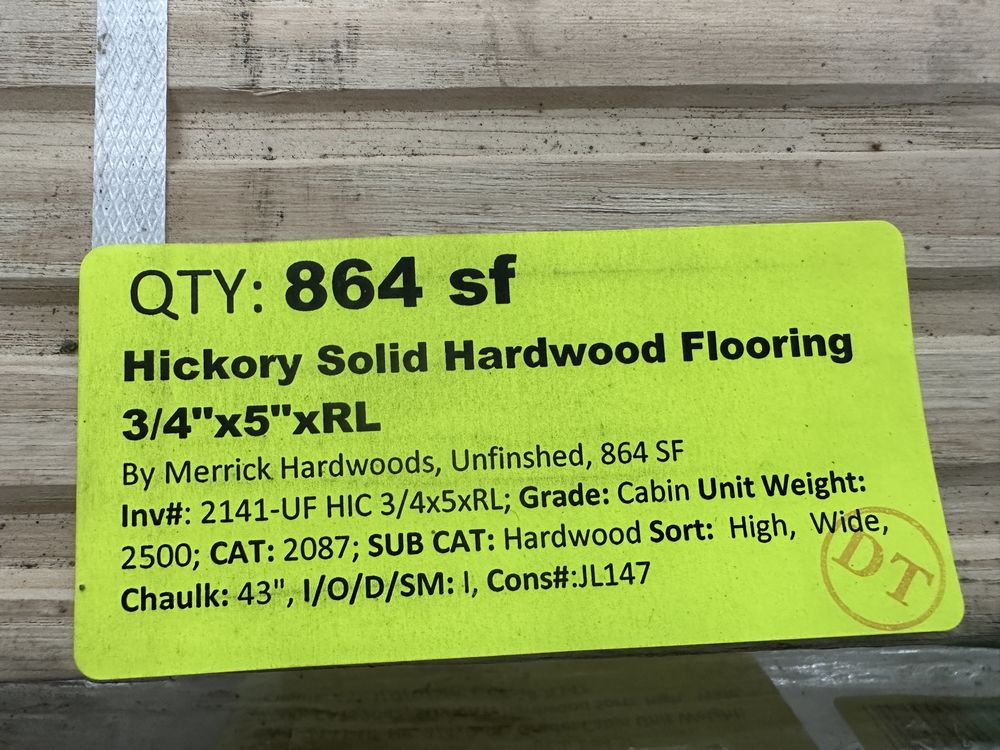 QTY: 864 sf
Hickory Solid Hardwood Flooring
3/4"x5"xRL
By Merrick Hardwoods, Unfinshed, 864 SF
Inv#: 2141-UF HIC 3/4x5xRL; Grade: Cabin Unit Weight:
2500; CAT: 2087; SUB CAT: Hardwood Sort: High, Wide,
Chaulk: 43", I/O/D/SM: I, Cons#:JL147
DT